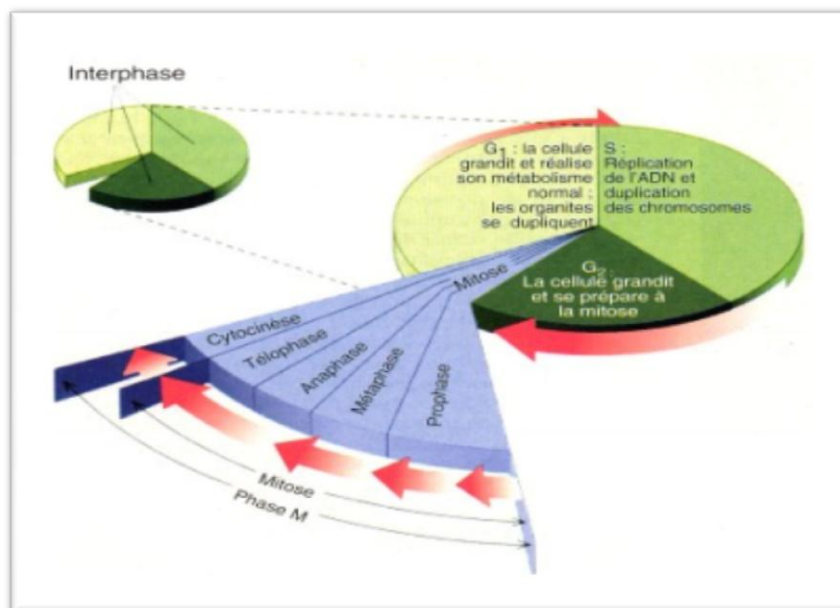 Interphase
G1 : la cellule
grandit et réalise
son métabolisme
normal :
les organites
se dupliquent
S :
Réplication
de l'ADN et
duplication
des chromosomes
G2 :
La cellule grandit
et se prépare à
la mitose
Mitose
Cytocinèse
Télophase
Anaphase
Métaphase
Prophase
Mitose
Phase M